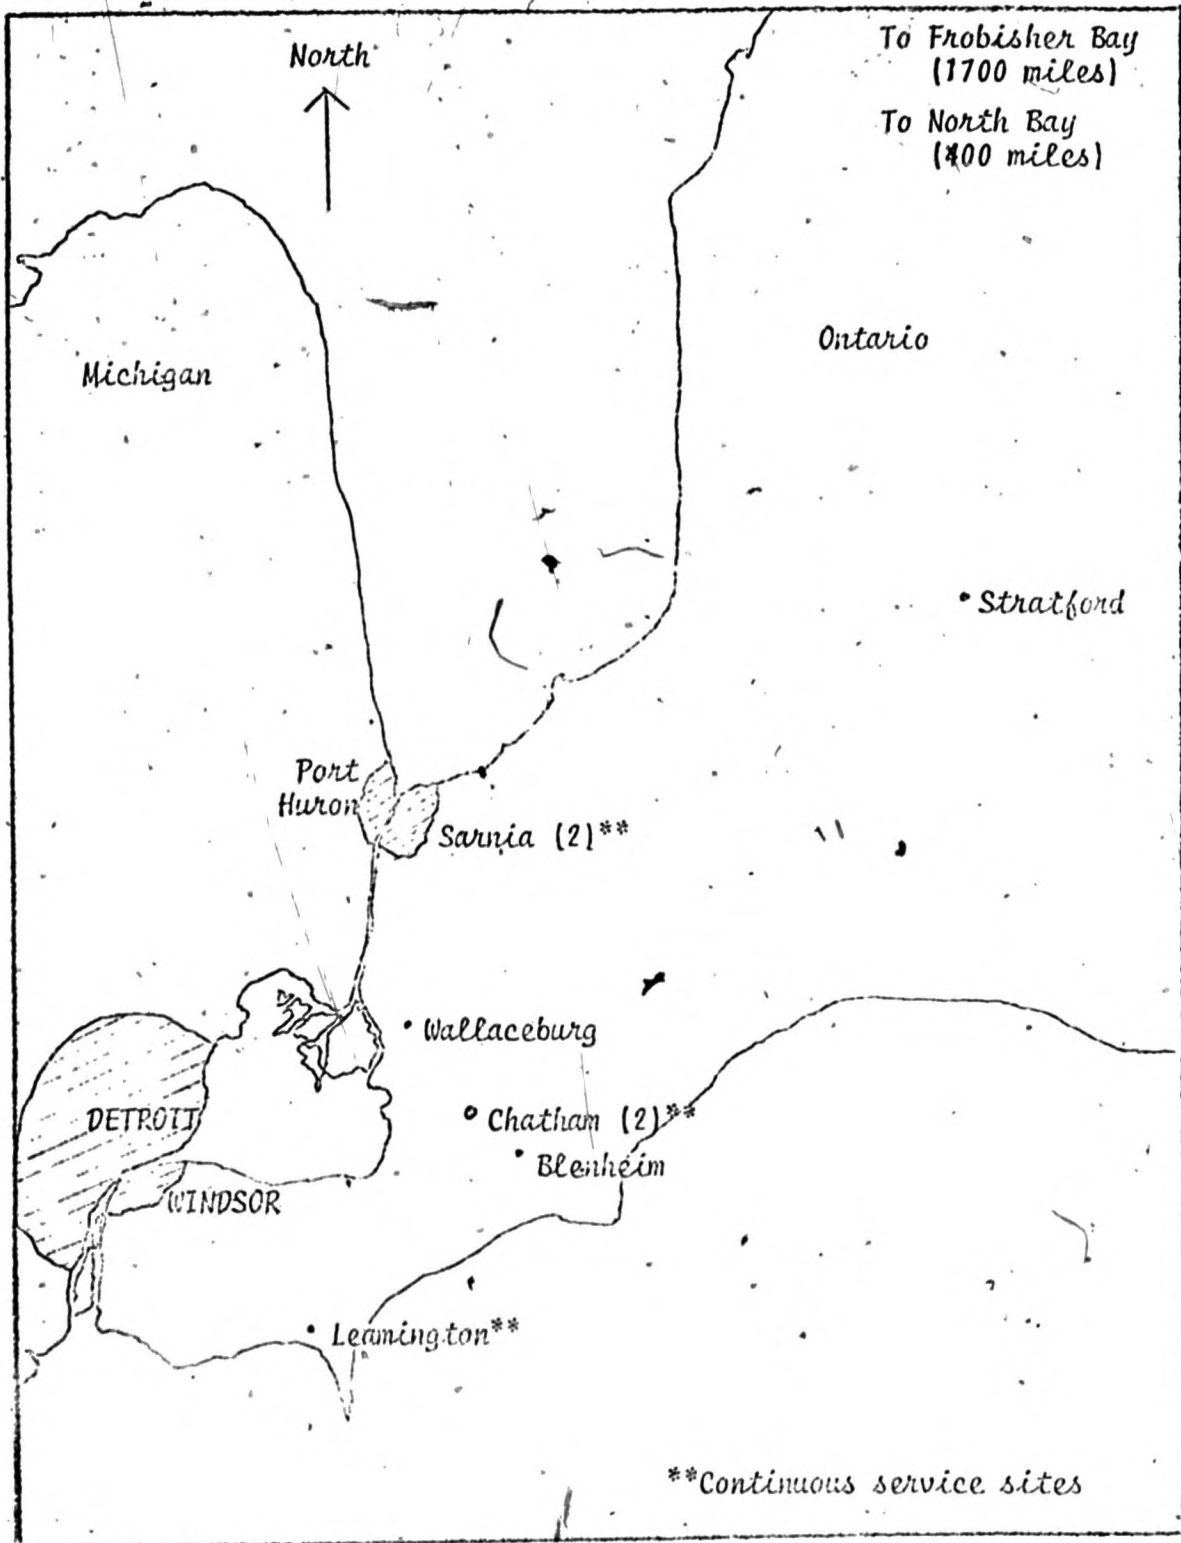 North
To Frobisher Bay
(1700 miles)
To North Bay
(400 miles)
Ontario
Michigan
Stratford
Port
Huron
Sarnia (2)**
Wallaceburg
DETROIT
Chatham (2)**
Blenheim
WINDSOR
Leamington**
**Continuous service sites